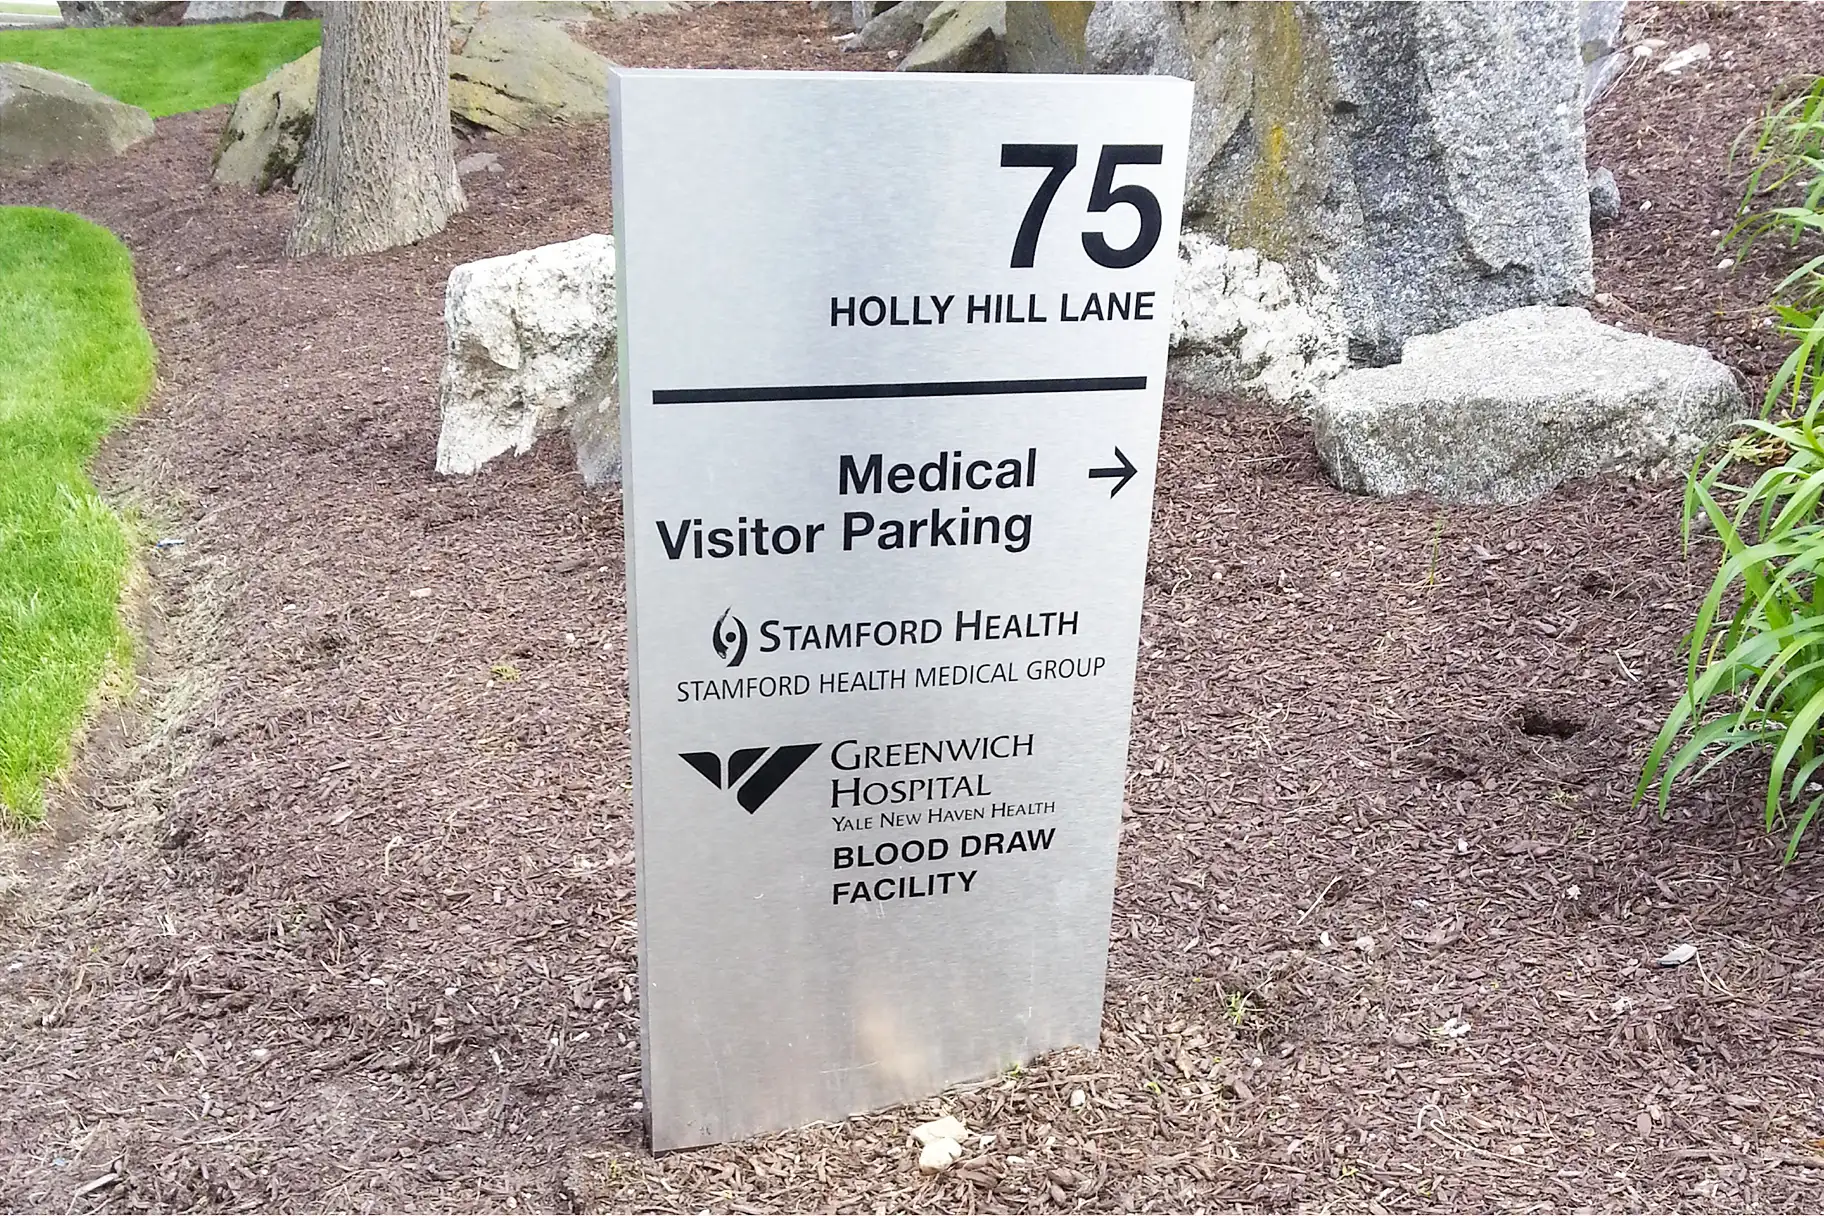 75
HOLLY HILL LANE
Medical →
Visitor Parking
STAMFORD HEALTH
STAMFORD HEALTH MEDICAL GROUP
GREENWICH
HOSPITAL
YALE NEW HAVEN HEALTH
BLOOD DRAW
FACILITY